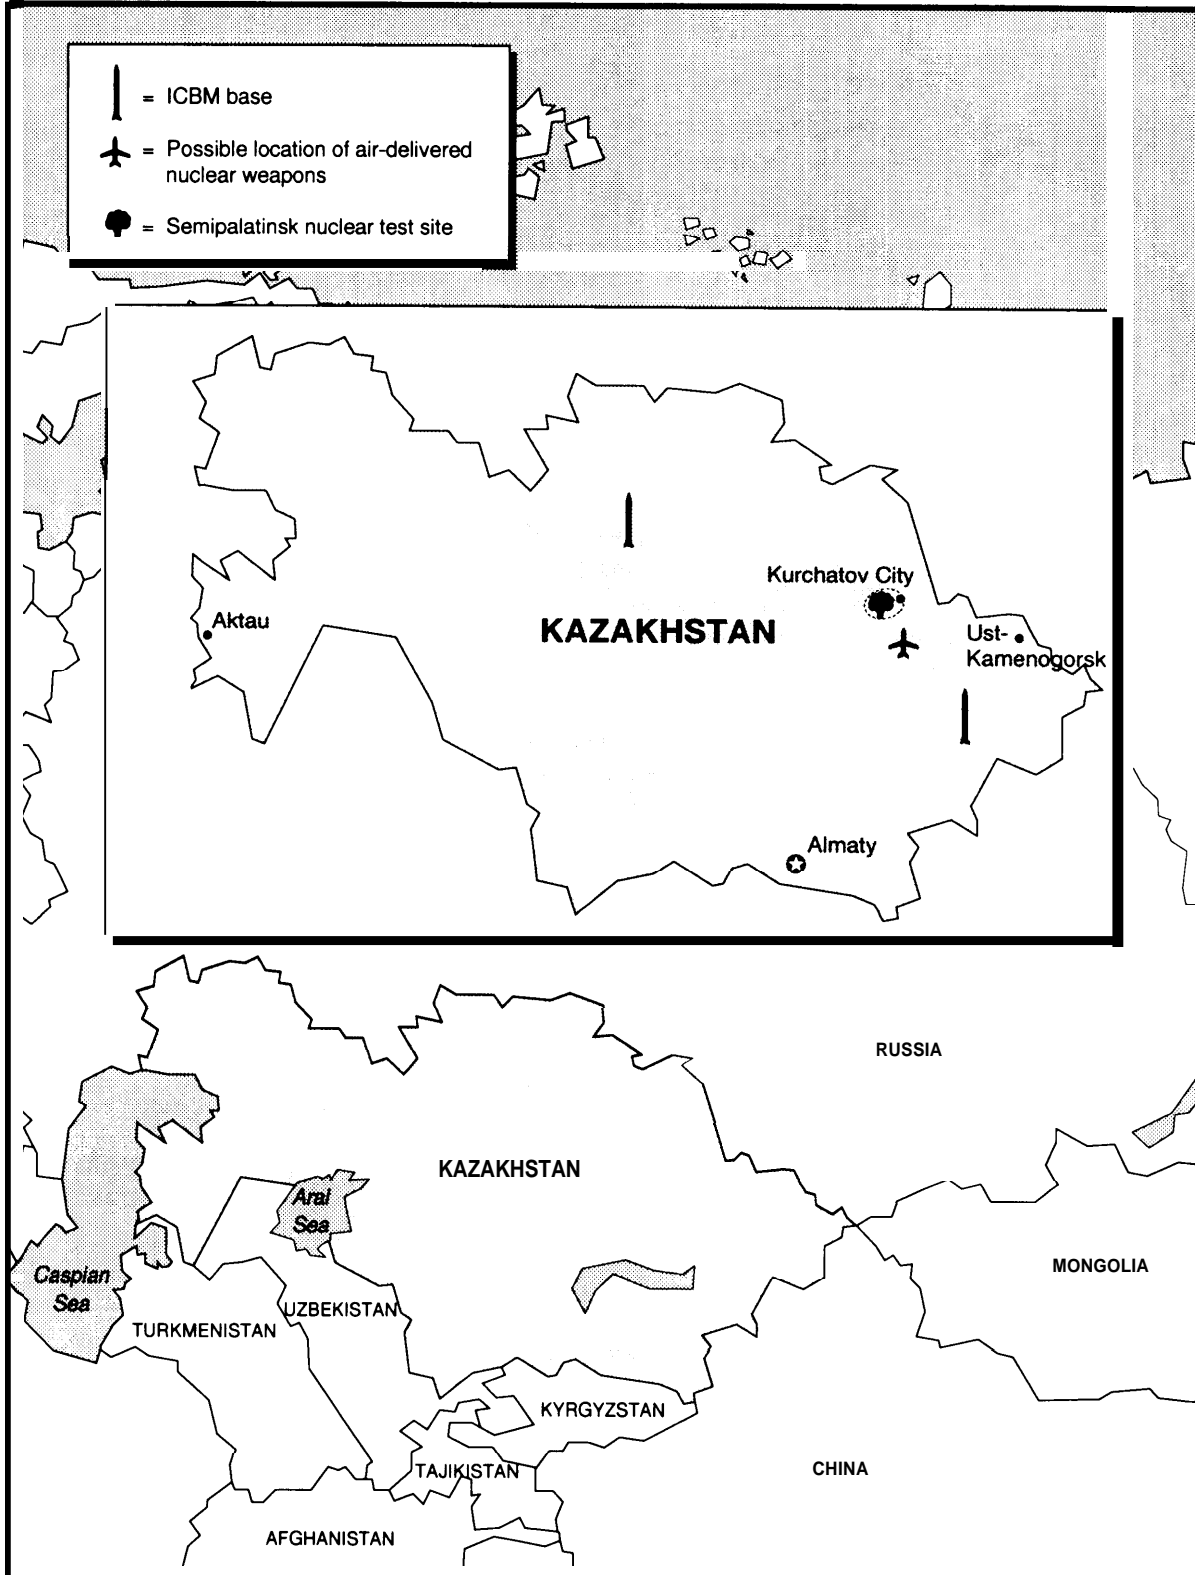 = ICBM base
= Possible location of air-delivered
nuclear weapons
= Semipalatinsk nuclear test site
Kurchatov City
Aktau
KAZAKHSTAN
Ust-
Kamenogorsk
Almaty
RUSSIA
KAZAKHSTAN
Aral
Sea
MONGOLIA
Caspian
Sea
UZBEKISTAN
TURKMENISTAN
KYRGYZSTAN
TAJIKISTAN
CHINA
AFGHANISTAN